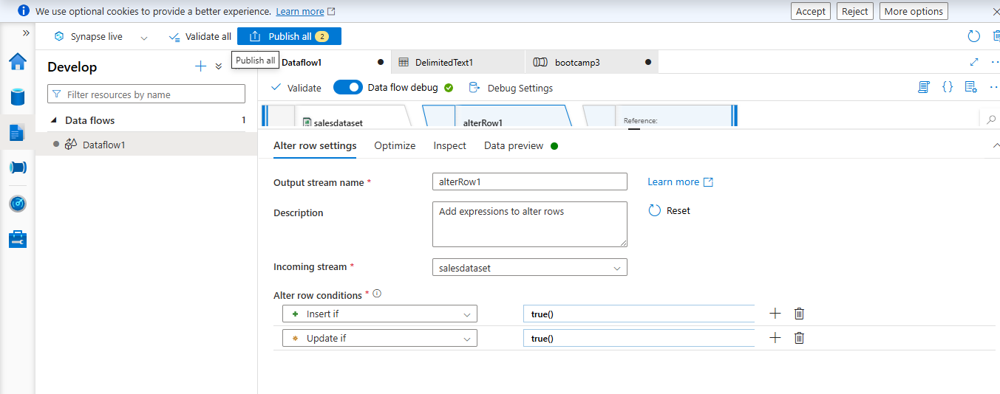 We use optional cookies to provide a better experience. Learn more
Accept
Reject
More options
Synapse live
Validate all
Publish all 2
Publish all
Develop
Filter resources by name
Data flows 1
Dataflow1
Dataflow1
DelimitedText1
bootcamp3
Validate
Data flow debug
Debug Settings
salesdataset
alterRow1
Reference:
Alter row settings
Optimize
Inspect
Data preview
Output stream name *
alterRow1
Learn more
Description
Add expressions to alter rows
Reset
Incoming stream *
salesdataset
Alter row conditions *
Insert if
true()
Update if
true()